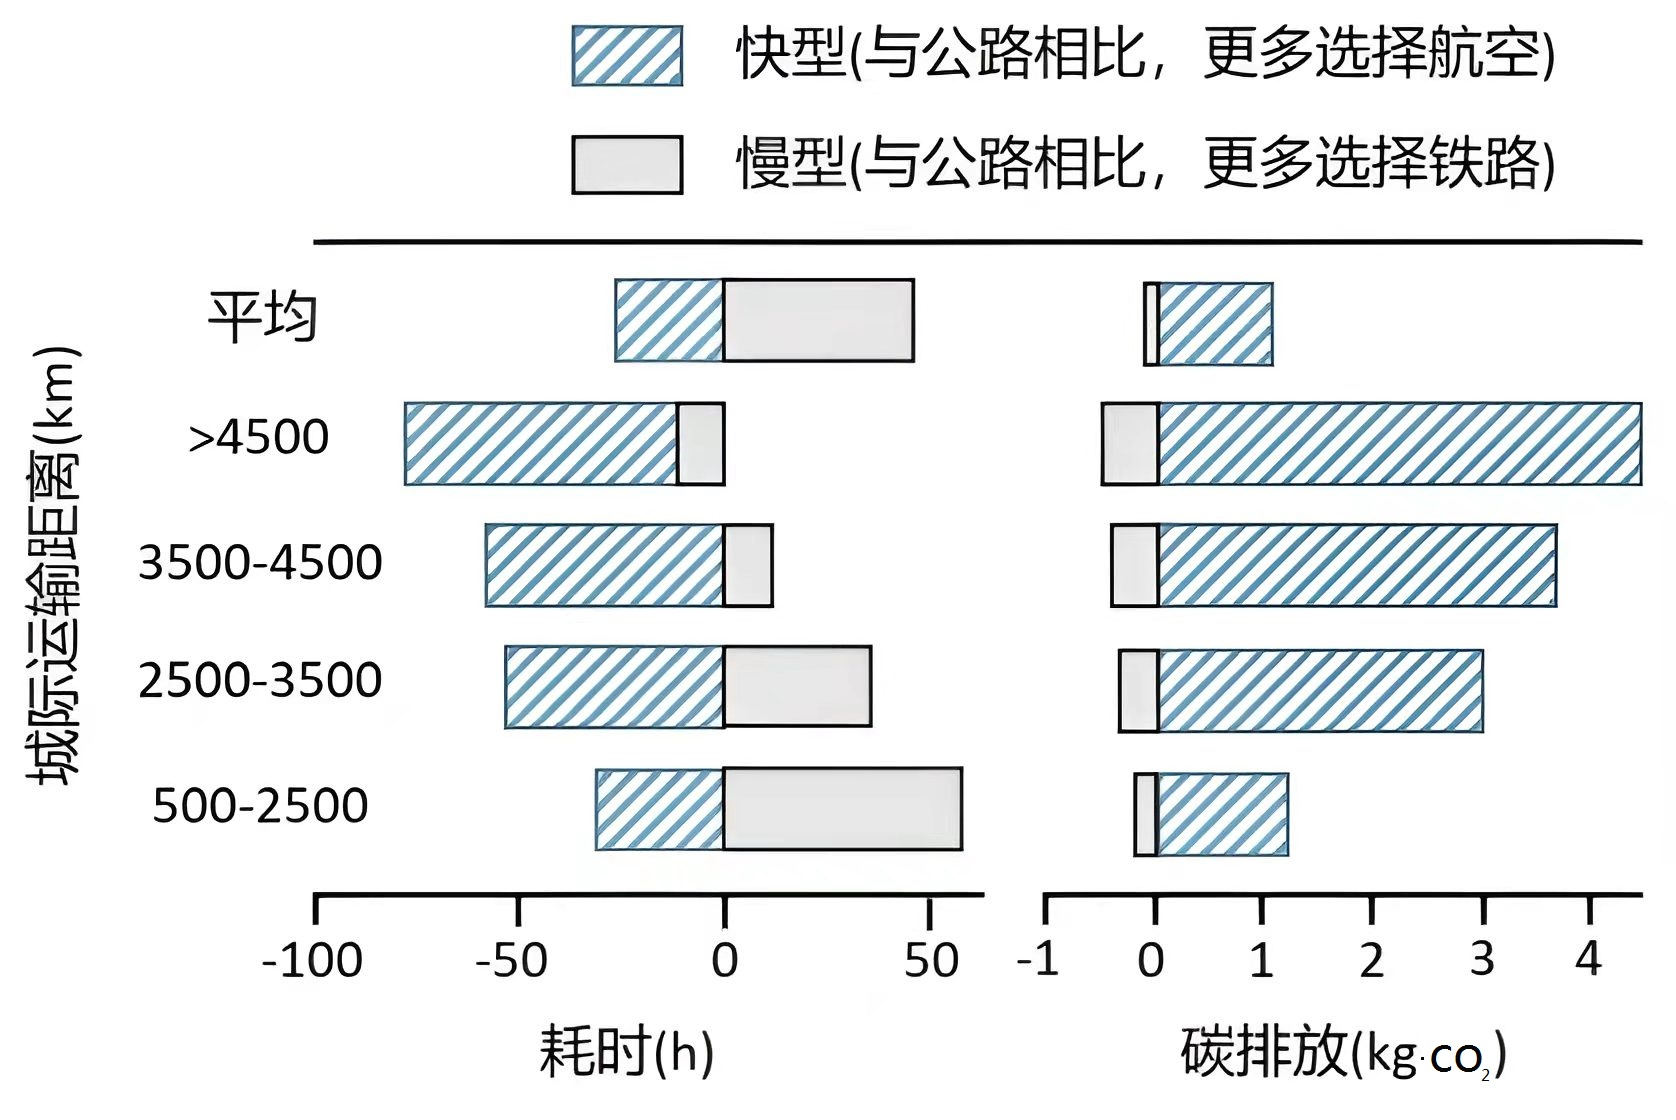 快型(与公路相比，更多选择航空)
慢型(与公路相比，更多选择铁路)
城际运输距离(km)
平均
>4500
3500-4500
2500-3500
500-2500
-100 -50 0 50
-1 0 1 2 3 4
耗时(h)
碳排放(kg·CO₂)